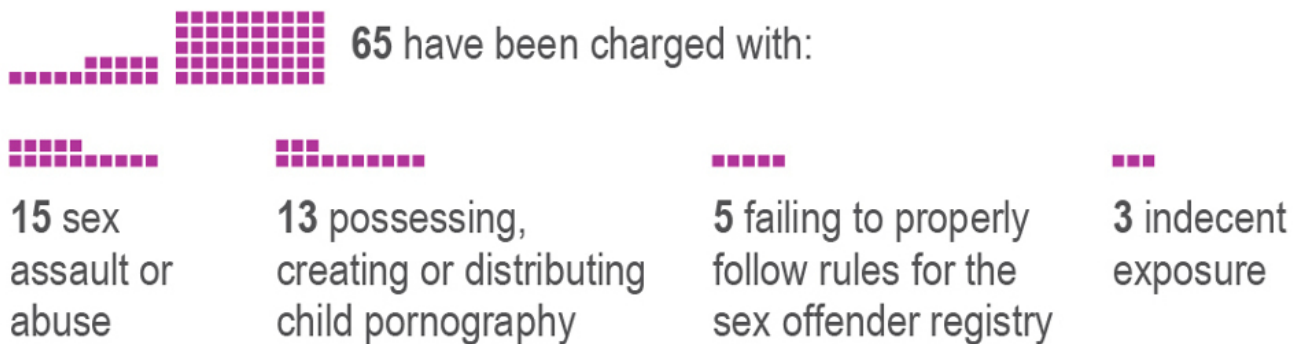 65 have been charged with:
15 sex
assault or
abuse
13 possessing,
creating or distributing
child pornography
5 failing to properly
follow rules for the
sex offender registry
3 indecent
exposure